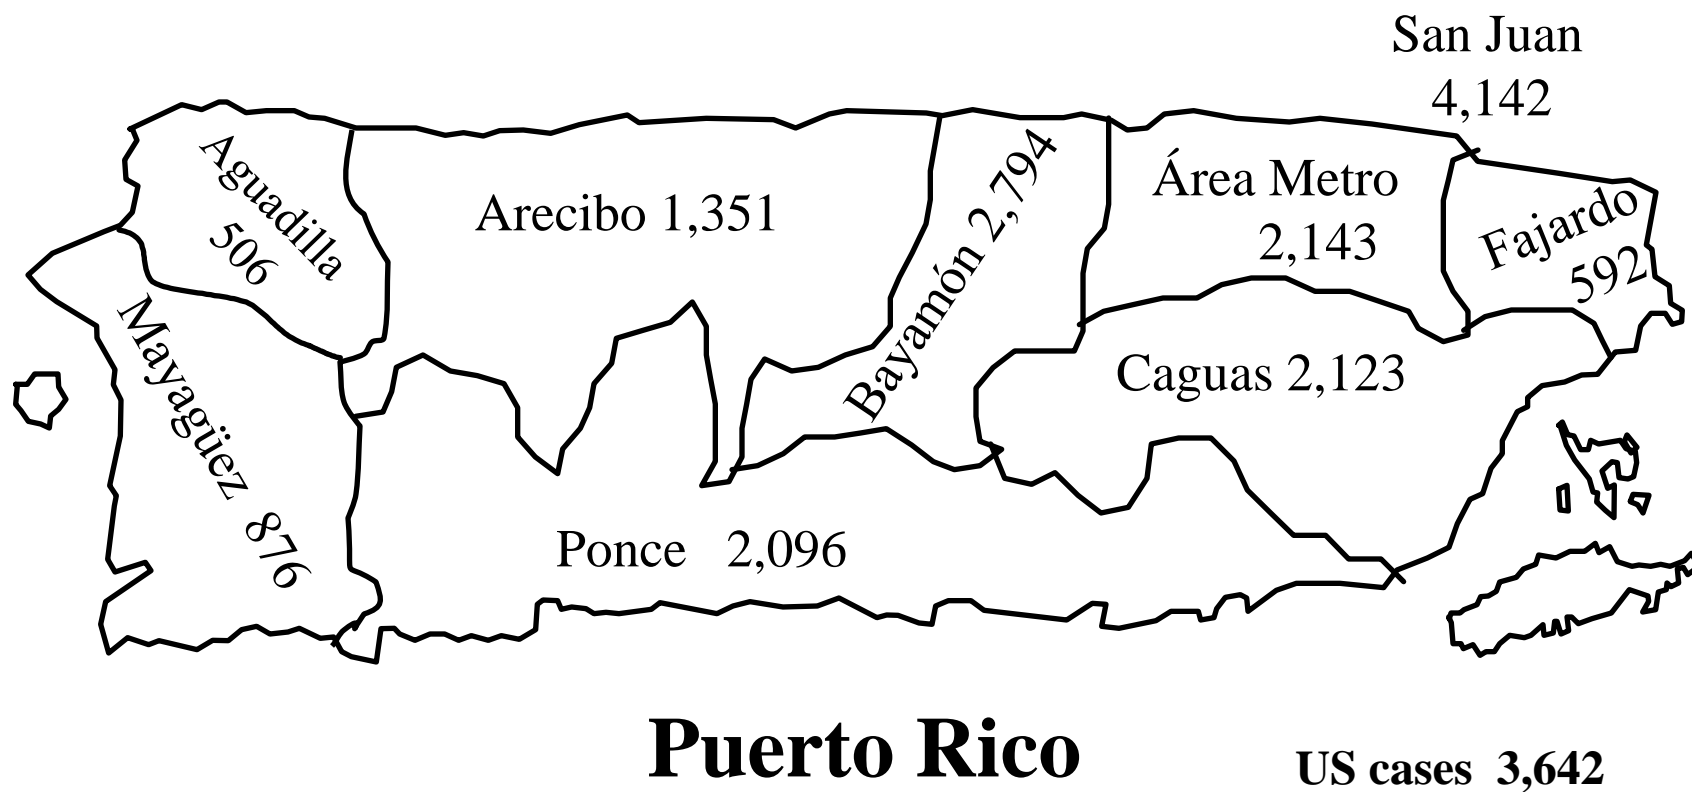 San Juan
4,142
Aguadilla
506
Arecibo 1,351
Bayamón 2,794
Área Metro
2,143
Fajardo
592
Mayagüez 876
Caguas 2,123
Ponce 2,096
Puerto Rico
US cases 3,642